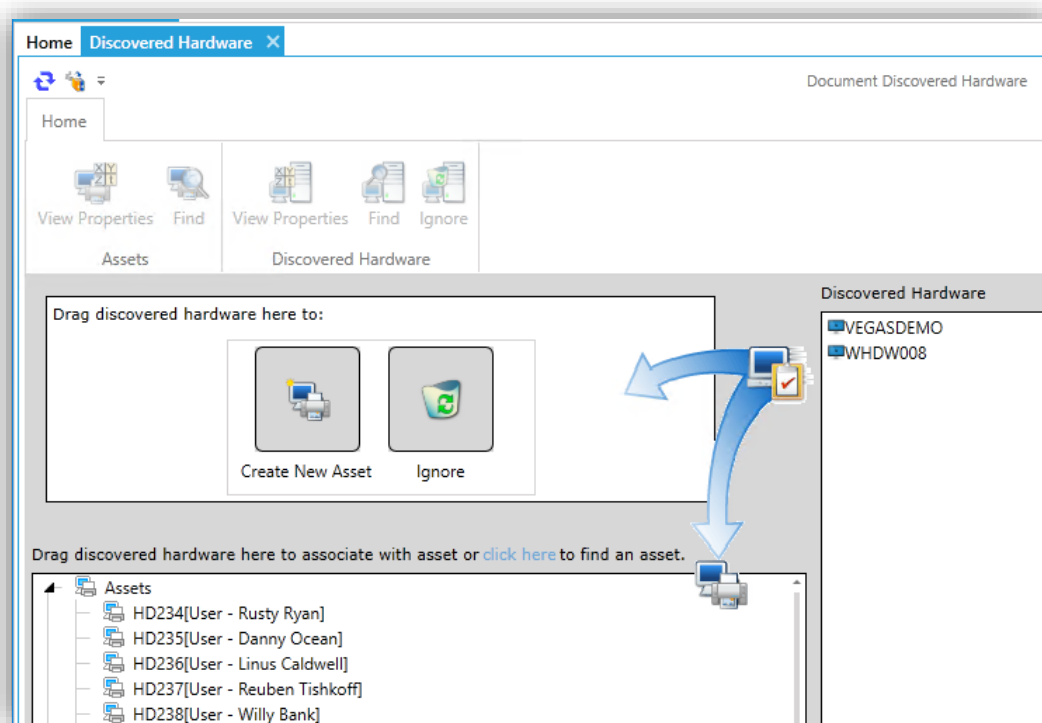 Home Discovered Hardware
Document Discovered Hardware
Home
View Properties Find View Properties Find Ignore
Assets Discovered Hardware
Drag discovered hardware here to:
Create New Asset Ignore
Discovered Hardware
VEGASDEMO
WHDW008
Drag discovered hardware here to associate with asset or click here to find an asset.
Assets
HD234[User - Rusty Ryan]
HD235[User - Danny Ocean]
HD236[User - Linus Caldwell]
HD237[User - Reuben Tishkoff]
HD238[User - Willy Bank]